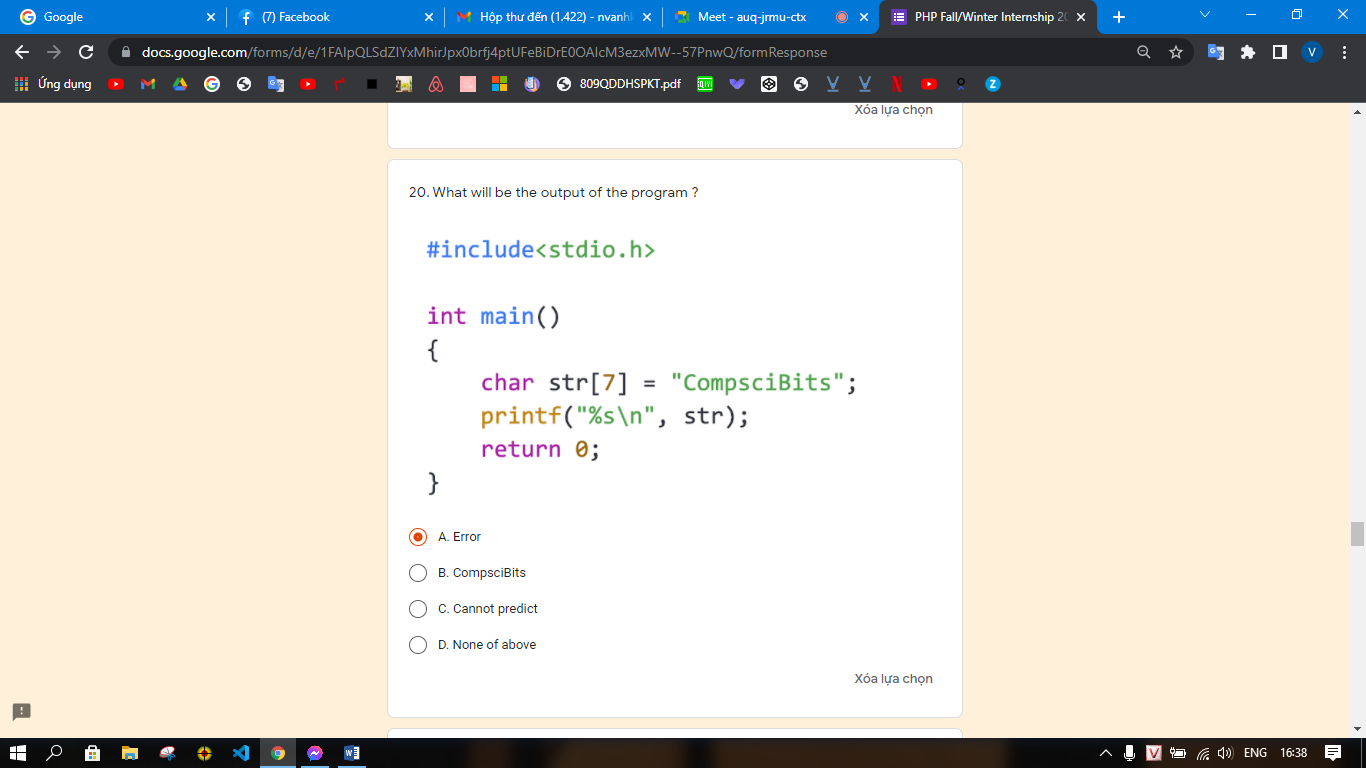 Google
(7) Facebook
Hộp thư đến (1.422) - nvanhk
Meet - auq-jrmu-ctx
PHP Fall/Winter Internship 20
docs.google.com/forms/d/e/1FAIpQLSdZIYxMhirJpx0brfj4ptUFeBiDrE0OAIcM3ezxMW--57PnwQ/formResponse
V
Ứng dụng
809QDDHSPKT.pdf
Xóa lựa chọn
20. What will be the output of the program ?
#include<stdio.h>
int main()
{
char str[7] = "CompsciBits";
printf("%s\n", str);
return 0;
}
A. Error
B. CompsciBits
C. Cannot predict
D. None of above
Xóa lựa chọn
ENG
16:38